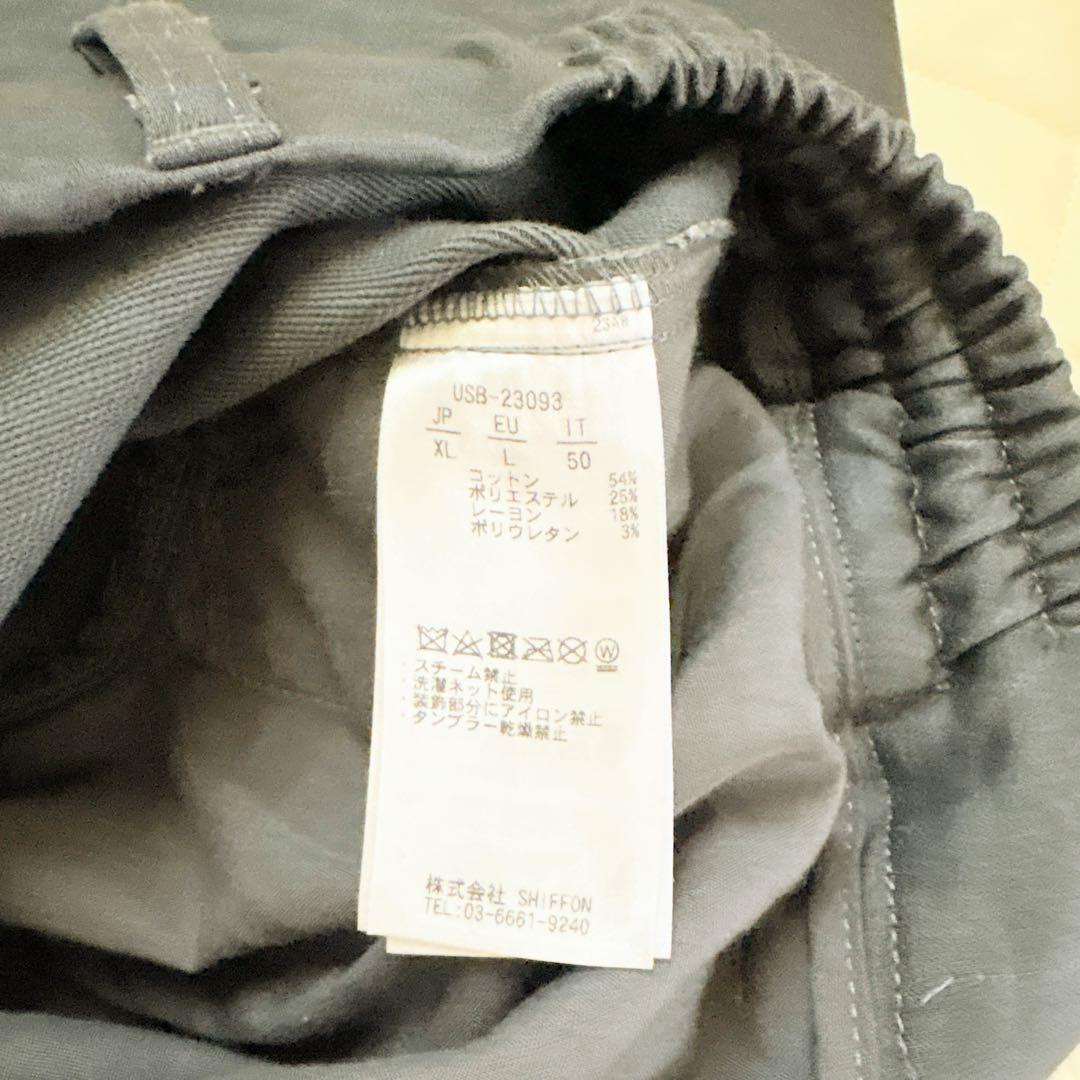 USB-23093
JP EU IT
XL L 50
コットン 54%
ポリエステル 25%
レーヨン 18%
ポリウレタン 3%
W
・スチーム禁止
・洗濯ネット使用
・装飾部分にアイロン禁止
・タンブラー乾燥禁止
株式会社 SHIFFON
TEL:03-6661-9240